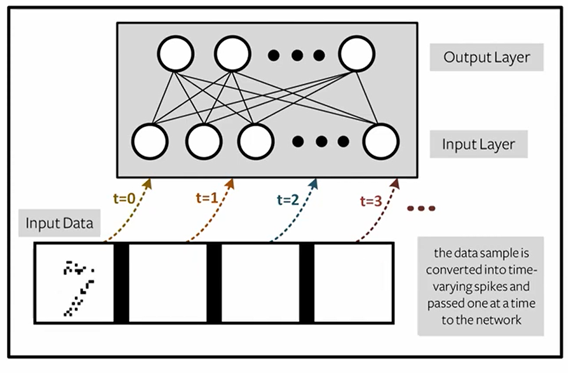 Output Layer
Input Layer
t=0
t=1
t=2
t=3
Input Data
the data sample is
converted into time-
varying spikes and
passed one at a time
to the network